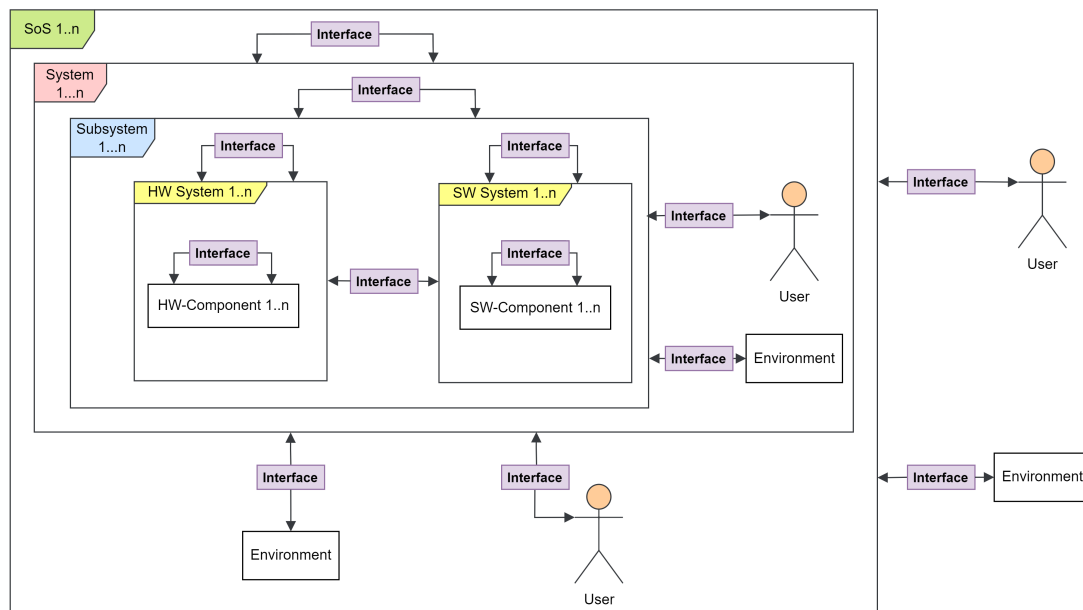 SoS 1..n
Interface
System
1...n
Interface
Subsystem
1...n
Interface
Interface
HW System 1..n
SW System 1..n
Interface
Interface
Interface
User
Interface
User
Interface
Interface
HW-Component 1..n
SW-Component 1..n
Interface
Environment
Interface
Interface
Interface
Environment
Environment
User